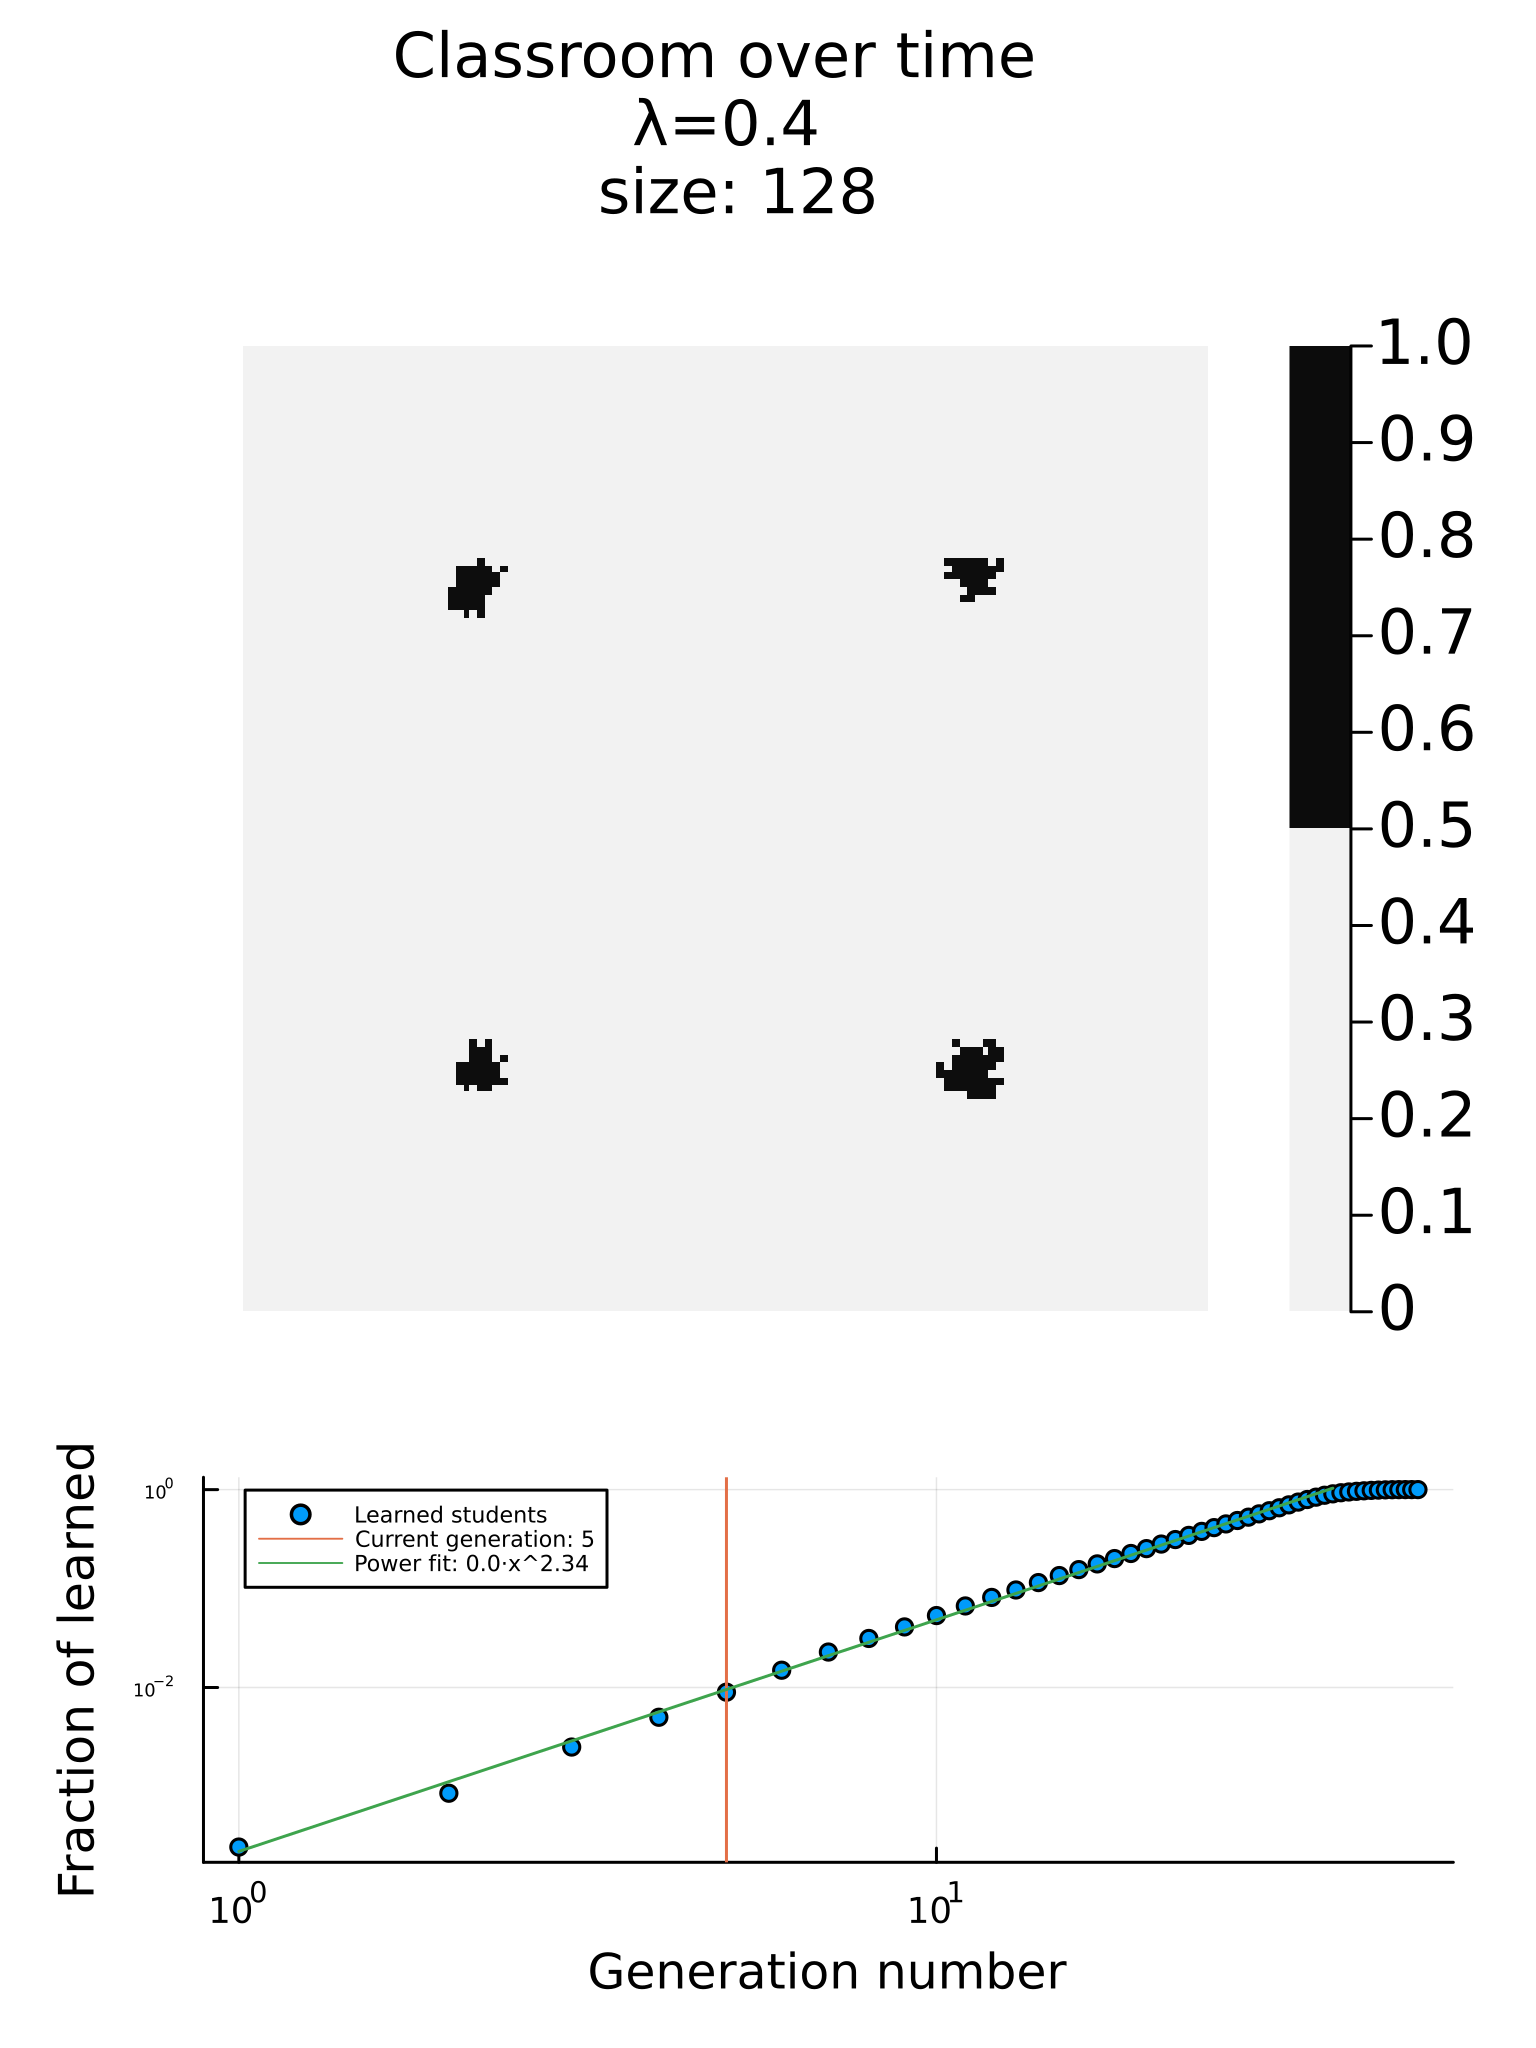 Classroom over time
λ=0.4
size: 128
1.0
0.9
0.8
0.7
0.6
0.5
0.4
0.3
0.2
0.1
0
Fraction of learned
10⁰
10⁻²
Learned students
Current generation: 5
Power fit: 0.0·x^2.34
10⁰
10¹
Generation number